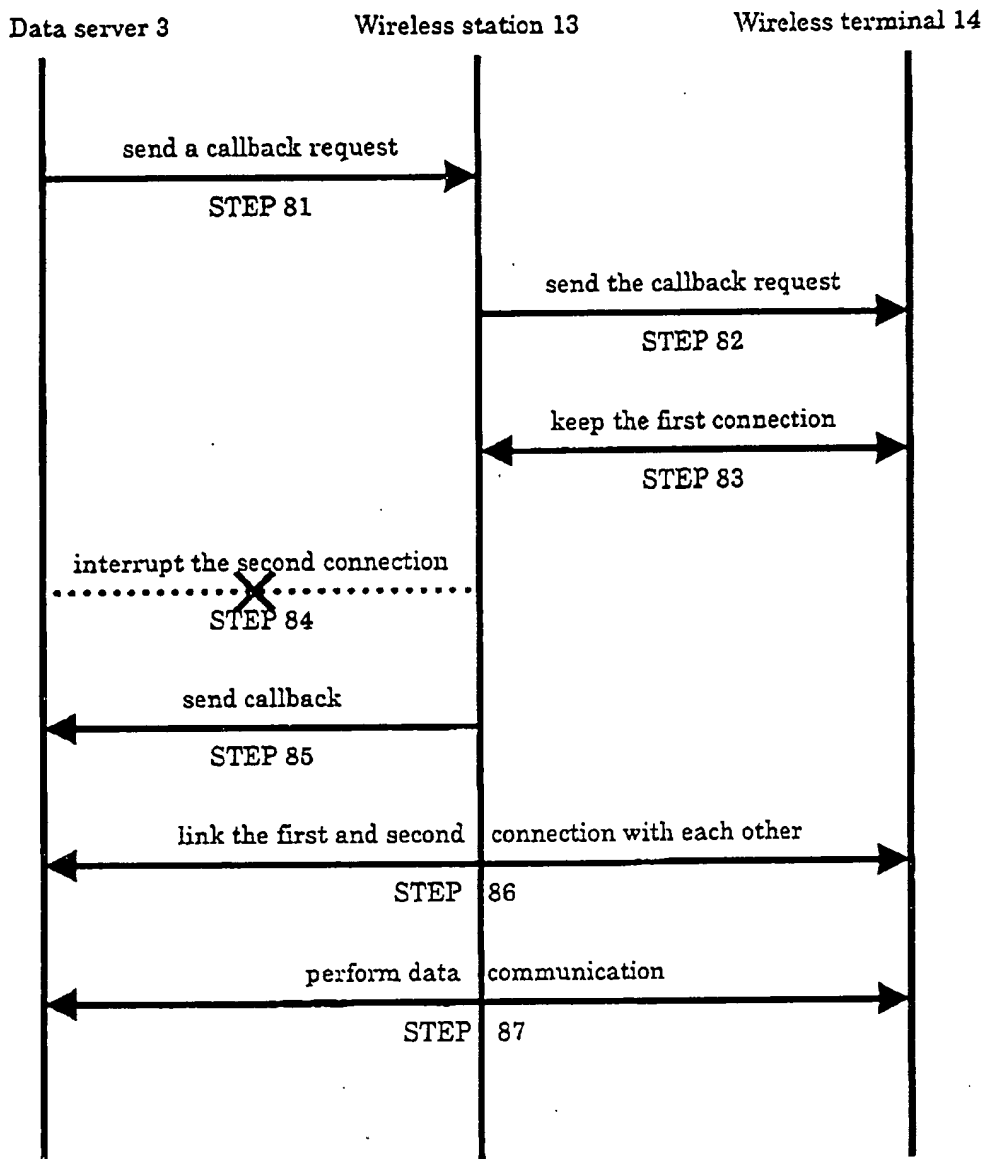 Data server 3
Wireless station 13
Wireless terminal 14
send a callback request
STEP 81
send the callback request
STEP 82
keep the first connection
STEP 83
interrupt the second connection
STEP 84
send callback
STEP 85
link the first and second connection with each other
STEP 86
perform data communication
STEP 87